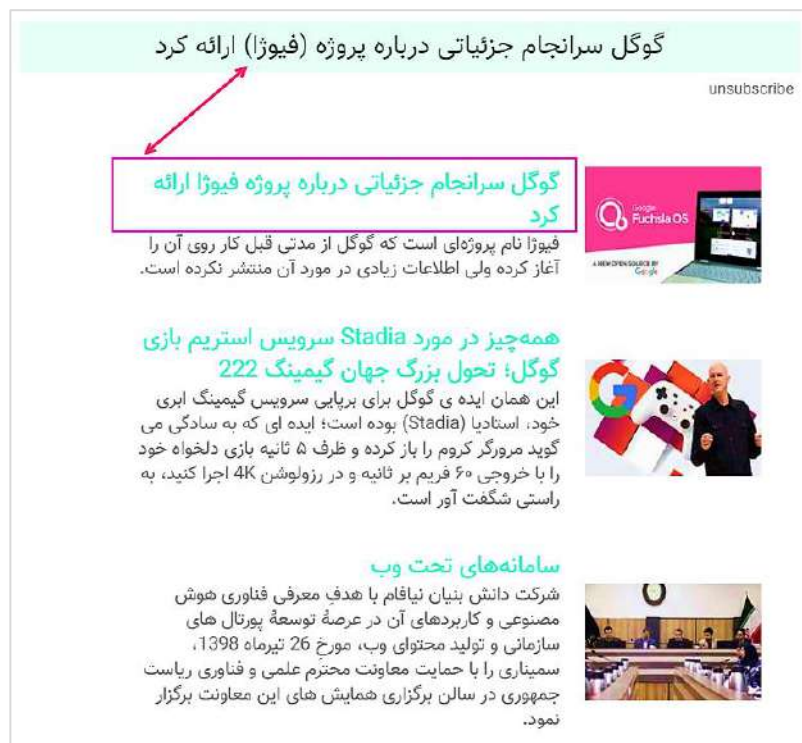 گوگل سرانجام جزئیاتی درباره پروژه (فیوژا) ارائه کرد
unsubscribe
گوگل سرانجام جزئیاتی درباره پروژه فیوژا ارائه
کرد
فیوژا نام پروژه‌ای است که گوگل از مدتی قبل کار روی آن را
آغاز کرده ولی اطلاعات زیادی در مورد آن منتشر نکرده است.
Google
Fuchsia OS
A NEW OPEN SOURCE BY
Google
همه‌چیز در مورد Stadia سرویس استریم بازی
گوگل؛ تحول بزرگ جهان گیمینگ 222
این همان ایده ی گوگل برای برپایی سرویس گیمینگ ابری
خود، استادیا (Stadia) بوده است؛ ایده ای که به سادگی می
گوید مرورگر کروم را باز کرده و ظرف ۵ ثانیه بازی دلخواه خود
را با خروجی ۶۰ فریم بر ثانیه و در رزولوشن 4K اجرا کنید، به
راستی شگفت آور است.
سامانه‌های تحت وب
شرکت دانش بنیان نیافام با هدفِ معرفی فناوری هوش
مصنوعی و کاربردهای آن در عرصهٔ توسعهٔ پورتال های
سازمانی و تولید محتوای وب، مورخِ 26 تیرماه 1398،
سمیناری را با حمایت معاونت محترم علمی و فناوری ریاست
جمهوری در سالن برگزاری همایش های این معاونت برگزار
نمود.